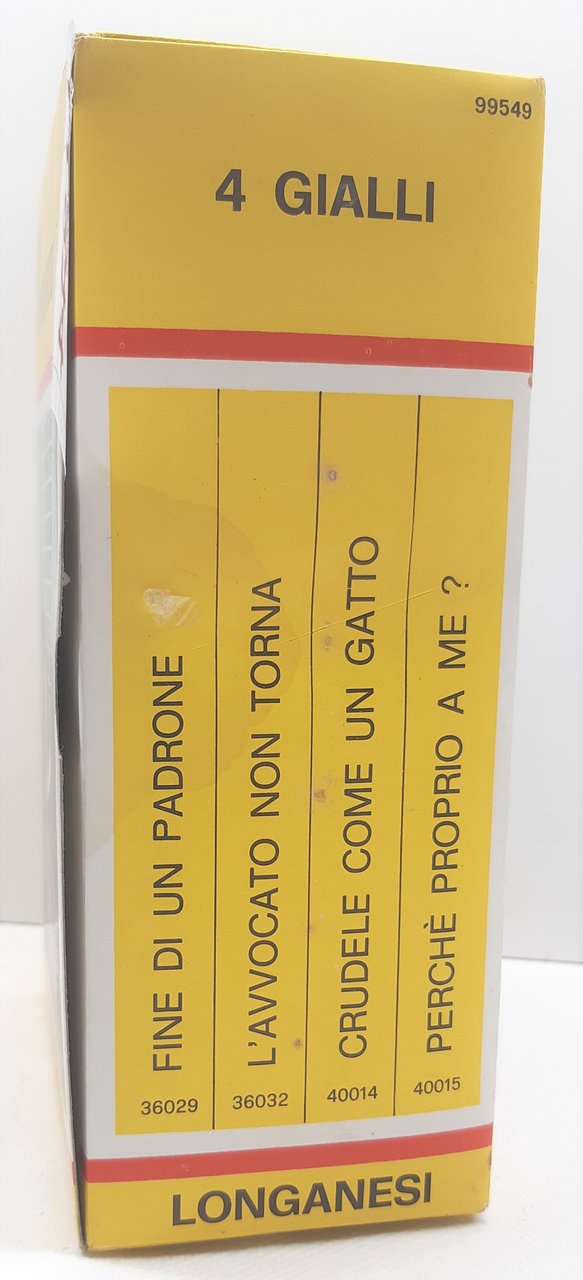 99549
4 GIALLI
FINE DI UN PADRONE
36029
L'AVVOCATO NON TORNA
36032
CRUDELE COME UN GATTO
40014
PERCHÈ PROPRIO A ME ?
40015
LONGANESI